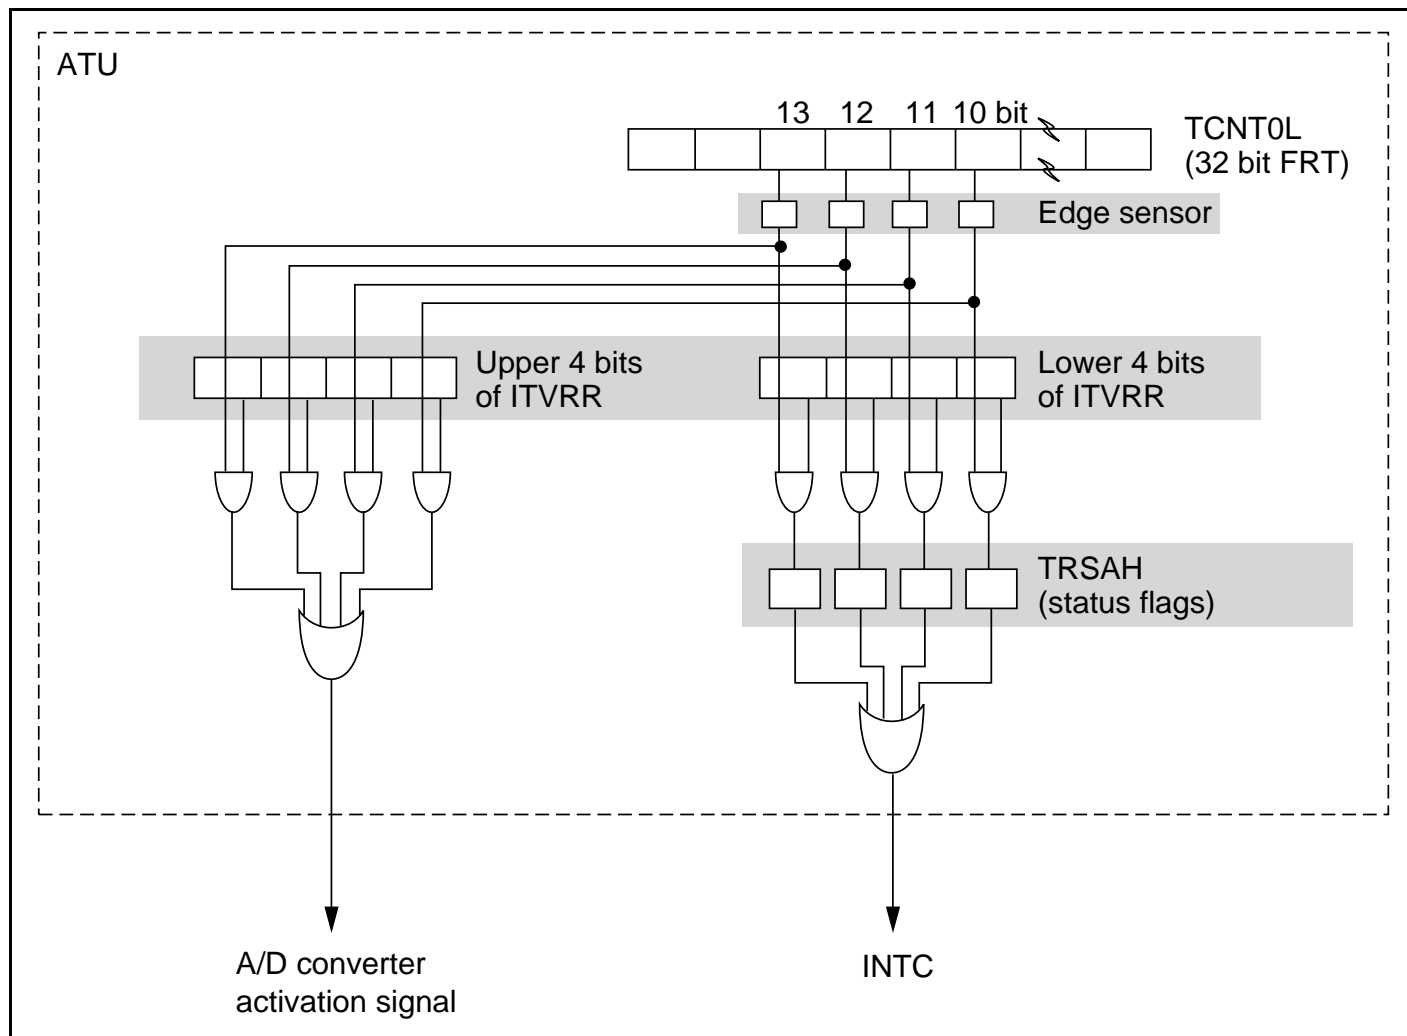 ATU
13 12 11 10 bit
TCNT0L
(32 bit FRT)
Edge sensor
Upper 4 bits
of ITVRR
Lower 4 bits
of ITVRR
TRSAH
(status flags)
A/D converter
activation signal
INTC